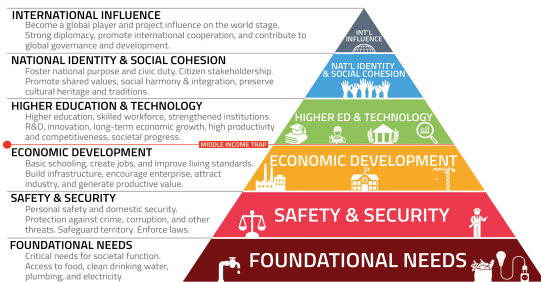 INTERNATIONAL INFLUENCE
Become a global player and project influence on the world stage.
Strong diplomacy, promote international cooperation, and contribute to
global governance and development.
INT'L
INFLUENCE
NATIONAL IDENTITY & SOCIAL COHESION
Foster national purpose and civic duty. Citizen stakeholdership.
Promote shared values, social harmony & integration, preserve
cultural heritage and traditions.
NAT'L IDENTITY
& SOCIAL COHESION
HIGHER EDUCATION & TECHNOLOGY
Higher education, skilled workforce, strengthened institutions.
R&D, innovation, long-term economic growth, high productivity
and competitiveness, societal progress.
HIGHER ED & TECHNOLOGY
MIDDLE INCOME TRAP
ECONOMIC DEVELOPMENT
Basic schooling, create jobs, and improve living standards.
Build infrastructure, encourage enterprise, attract
industry, and generate productive value.
ECONOMIC DEVELOPMENT
SAFETY & SECURITY
Personal safety and domestic security.
Protection against crime, corruption, and other
threats. Safeguard territory. Enforce laws.
SAFETY & SECURITY
FOUNDATIONAL NEEDS
Critical needs for societal function.
Access to food, clean drinking water,
plumbing, and electricity
FOUNDATIONAL NEEDS